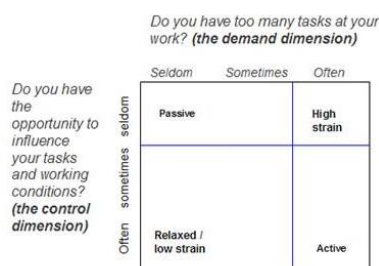 Do you have too many tasks at your
work? (the demand dimension)
Seldom Sometimes Often
Do you have
the
opportunity to
influence
your tasks
and working
conditions?
(the control
dimension)
seldom
sometimes
Often
Passive
High
strain
Relaxed /
low strain
Active